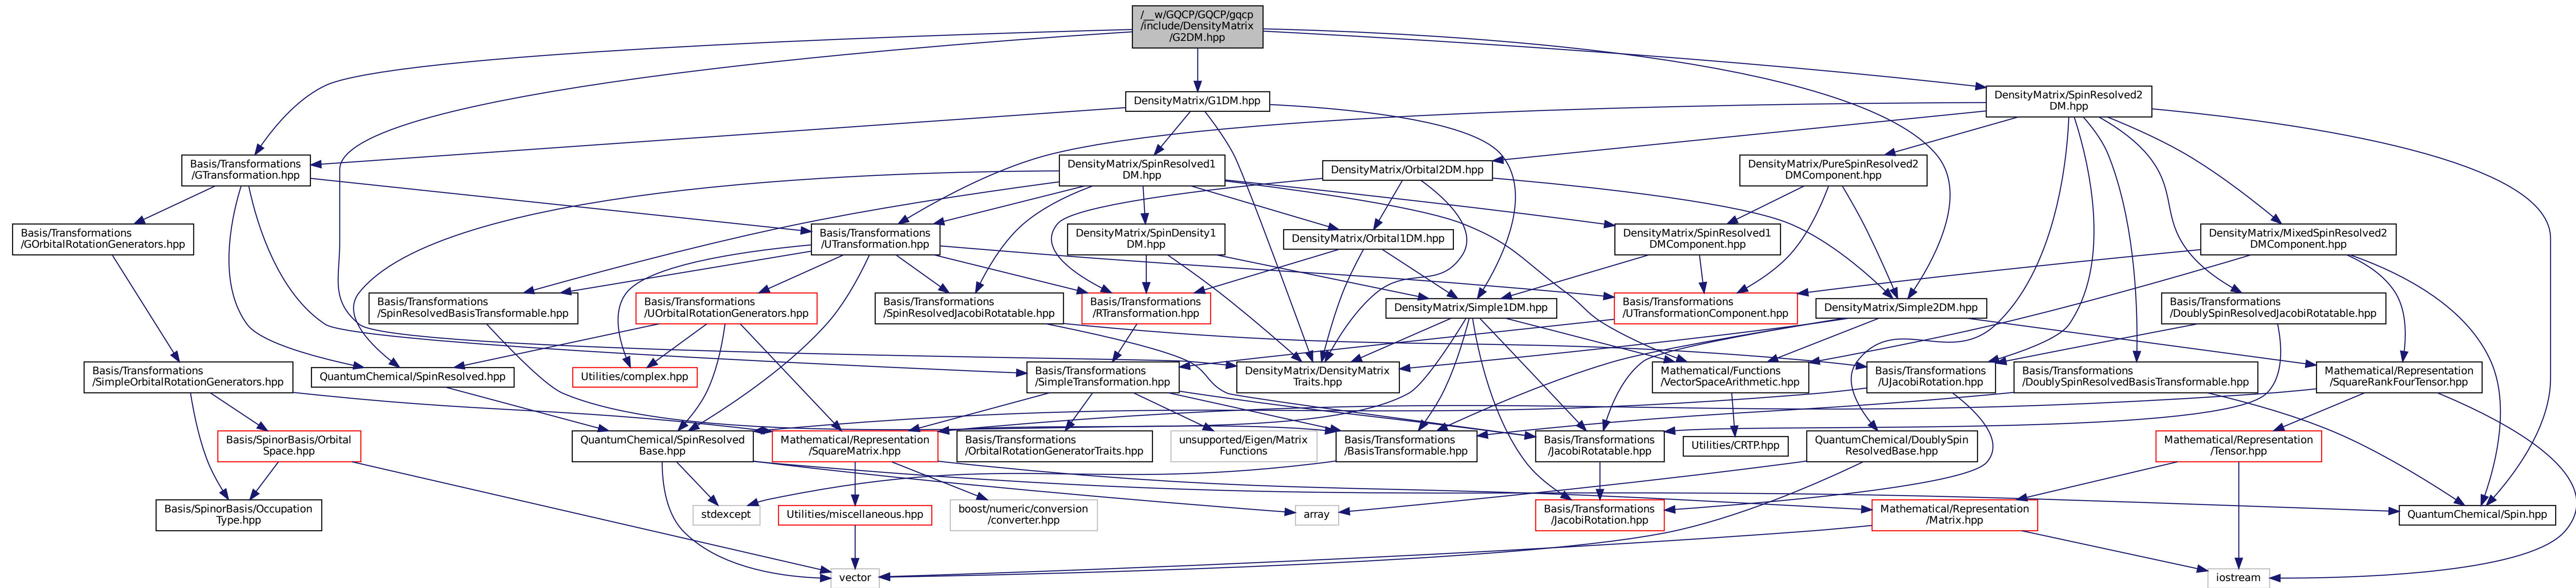 /__w/GQCP/GQCP/gqcp
/include/DensityMatrix
/G2DM.hpp
DensityMatrix/G1DM.hpp
DensityMatrix/SpinResolved2
DM.hpp
Basis/Transformations
/GTransformation.hpp
DensityMatrix/SpinResolved1
DM.hpp
DensityMatrix/Orbital2DM.hpp
DensityMatrix/PureSpinResolved2
DMComponent.hpp
Basis/Transformations
/GOrbitalRotationGenerators.hpp
Basis/Transformations
/UTransformation.hpp
DensityMatrix/SpinDensity1
DM.hpp
DensityMatrix/Orbital1DM.hpp
DensityMatrix/SpinResolved1
DMComponent.hpp
DensityMatrix/MixedSpinResolved2
DMComponent.hpp
Basis/Transformations
/SpinResolvedBasisTransformable.hpp
Basis/Transformations
/UOrbitalRotationGenerators.hpp
Basis/Transformations
/SpinResolvedJacobiRotatable.hpp
Basis/Transformations
/RTransformation.hpp
DensityMatrix/Simple1DM.hpp
Basis/Transformations
/UTransformationComponent.hpp
DensityMatrix/Simple2DM.hpp
Basis/Transformations
/DoublySpinResolvedJacobiRotatable.hpp
Basis/Transformations
/SimpleOrbitalRotationGenerators.hpp
QuantumChemical/SpinResolved.hpp
Utilities/complex.hpp
Basis/Transformations
/SimpleTransformation.hpp
DensityMatrix/DensityMatrix
Traits.hpp
Mathematical/Functions
/VectorSpaceArithmetic.hpp
Basis/Transformations
/UJacobiRotation.hpp
Basis/Transformations
/DoublySpinResolvedBasisTransformable.hpp
Mathematical/Representation
/SquareRankFourTensor.hpp
Basis/SpinorBasis/Orbital
Space.hpp
QuantumChemical/SpinResolved
Base.hpp
Mathematical/Representation
/SquareMatrix.hpp
Basis/Transformations
/OrbitalRotationGeneratorTraits.hpp
unsupported/Eigen/Matrix
Functions
Basis/Transformations
/BasisTransformable.hpp
Basis/Transformations
/JacobiRotatable.hpp
Utilities/CRTP.hpp
QuantumChemical/DoublySpin
ResolvedBase.hpp
Mathematical/Representation
/Tensor.hpp
Basis/SpinorBasis/Occupation
Type.hpp
stdexcept
Utilities/miscellaneous.hpp
boost/numeric/conversion
/converter.hpp
array
Basis/Transformations
/JacobiRotation.hpp
Mathematical/Representation
/Matrix.hpp
QuantumChemical/Spin.hpp
vector
iostream